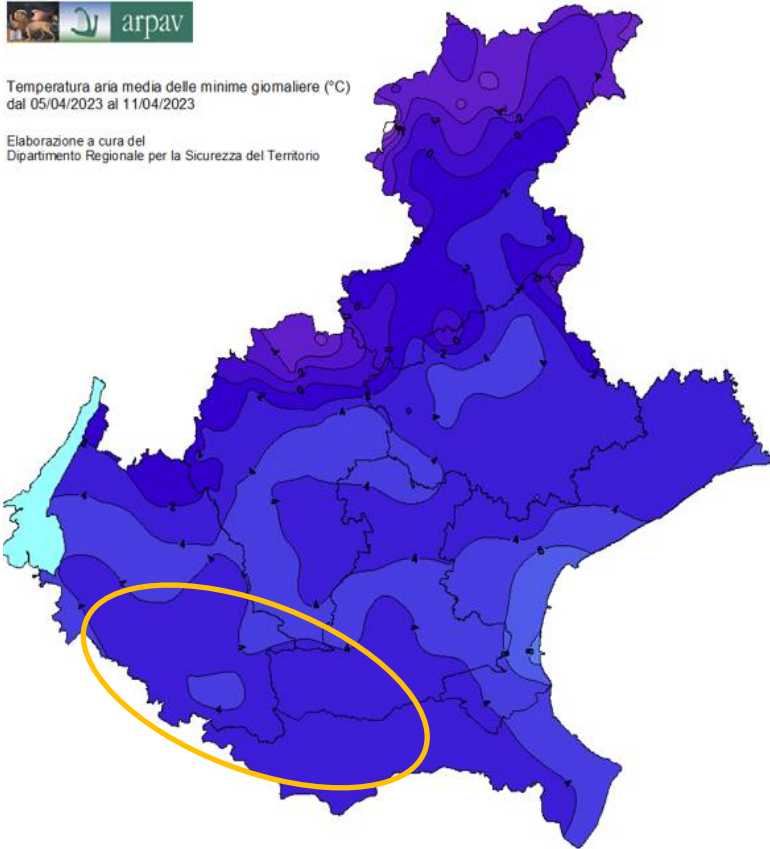 arpav
Temperatura aria media delle minime giornaliere (°C)
dal 05/04/2023 al 11/04/2023
Elaborazione a cura del
Dipartimento Regionale per la Sicurezza del Territorio